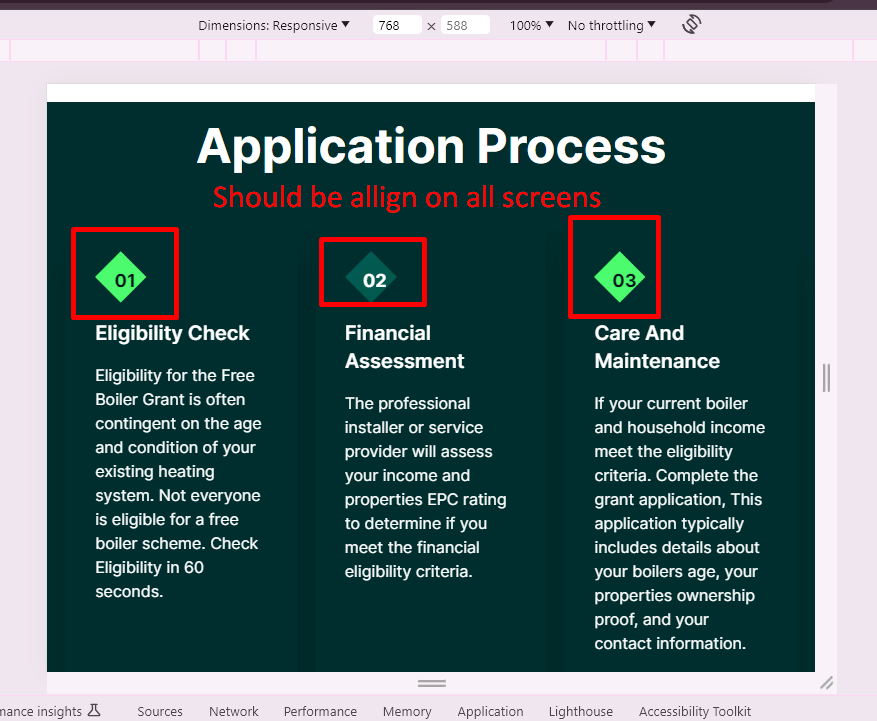 Dimensions: Responsive ▼ 768 × 588 100% ▼ No throttling ▼
Application Process
Should be allign on all screens
01
Eligibility Check
Eligibility for the Free
Boiler Grant is often
contingent on the age
and condition of your
existing heating
system. Not everyone
is eligible for a free
boiler scheme. Check
Eligibility in 60
seconds.
02
Financial
Assessment
The professional
installer or service
provider will assess
your income and
properties EPC rating
to determine if you
meet the financial
eligibility criteria.
03
Care And
Maintenance
If your current boiler
and household income
meet the eligibility
criteria. Complete the
grant application, This
application typically
includes details about
your boilers age, your
properties ownership
proof, and your
contact information.
mance insights Sources Network Performance Memory Application Lighthouse Accessibility Toolkit